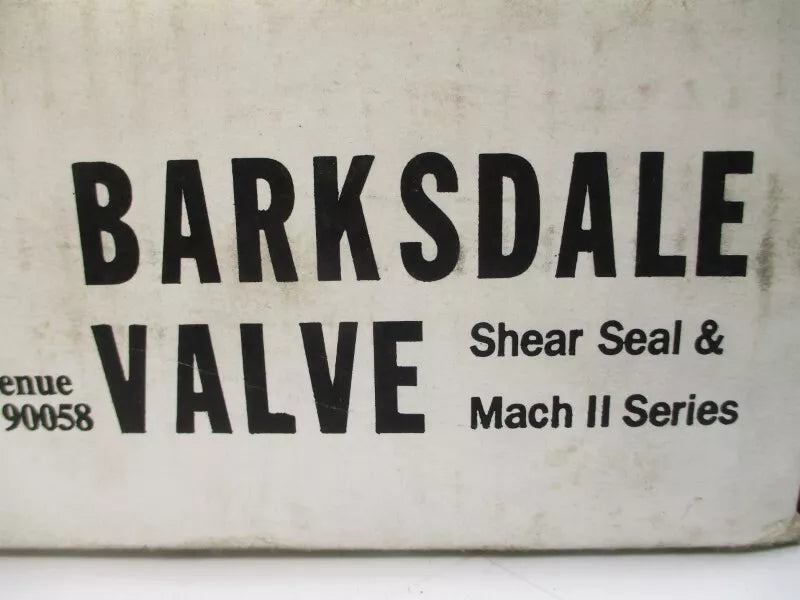 BARKSDALE
VALVE
Shear Seal &
Mach II Series
enue
90058